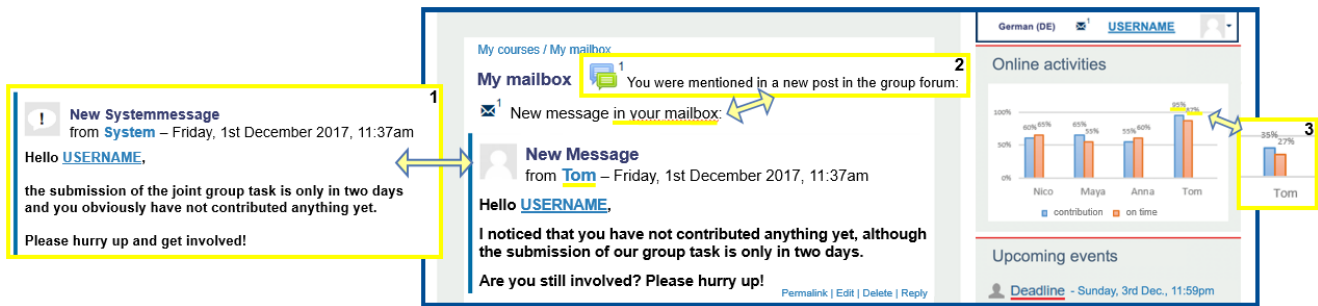 1
New Systemmessage
from System – Friday, 1st December 2017, 11:37am
Hello USERNAME,
the submission of the joint group task is only in two days
and you obviously have not contributed anything yet.
Please hurry up and get involved!
My courses / My mailbox
My mailbox
1
You were mentioned in a new post in the group forum:
2
1
New message in your mailbox:
New Message
from Tom – Friday, 1st December 2017, 11:37am
Hello USERNAME,
I noticed that you have not contributed anything yet, although
the submission of our group task is only in two days.
Are you still involved? Please hurry up!
Permalink | Edit | Delete | Reply
German (DE) 1 USERNAME
Online activities
100%
50%
0%
60% 65%
65% 55%
55% 60%
95% 87%
Nico Maya Anna Tom
contribution on time
3
35%
27%
Tom
Upcoming events
Deadline - Sunday, 3rd Dec., 11:59pm